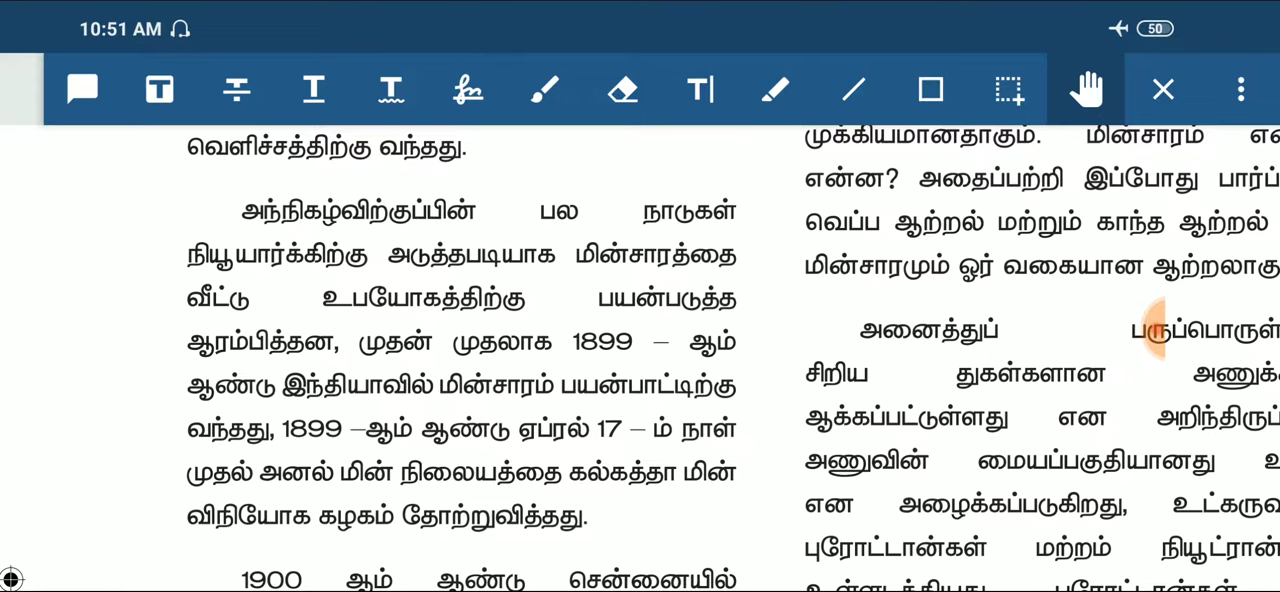 10:51 AM
50
வெளிச்சத்திற்கு வந்தது.
அந்நிகழ்விற்குப்பின் பல நாடுகள்
நியூயார்க்கிற்கு அடுத்தபடியாக மின்சாரத்தை
வீட்டு உபயோகத்திற்கு பயன்படுத்த
ஆரம்பித்தன, முதன் முதலாக 1899 – ஆம்
ஆண்டு இந்தியாவில் மின்சாரம் பயன்பாட்டிற்கு
வந்தது, 1899 –ஆம் ஆண்டு ஏப்ரல் 17 – ம் நாள்
முதல் அனல் மின் நிலையத்தை கல்கத்தா மின்
விநியோக கழகம் தோற்றுவித்தது.
1900 ஆம் ஆண்டு சென்னையில்
முக்கியமானதாகும். மின்சாரம்
என்ன? அதைப்பற்றி இப்போது
வெப்ப ஆற்றல் மற்றும் காந்த ஆற்றல்
மின்சாரமும் ஓர் வகையான
அனைத்துப்
சிறிய துகள்களான
ஆக்கப்பட்டுள்ளது என
அணுவின் மையப்பகுதியானது
என அழைக்கப்படுகிறது,
புரோட்டான்கள் மற்றம்